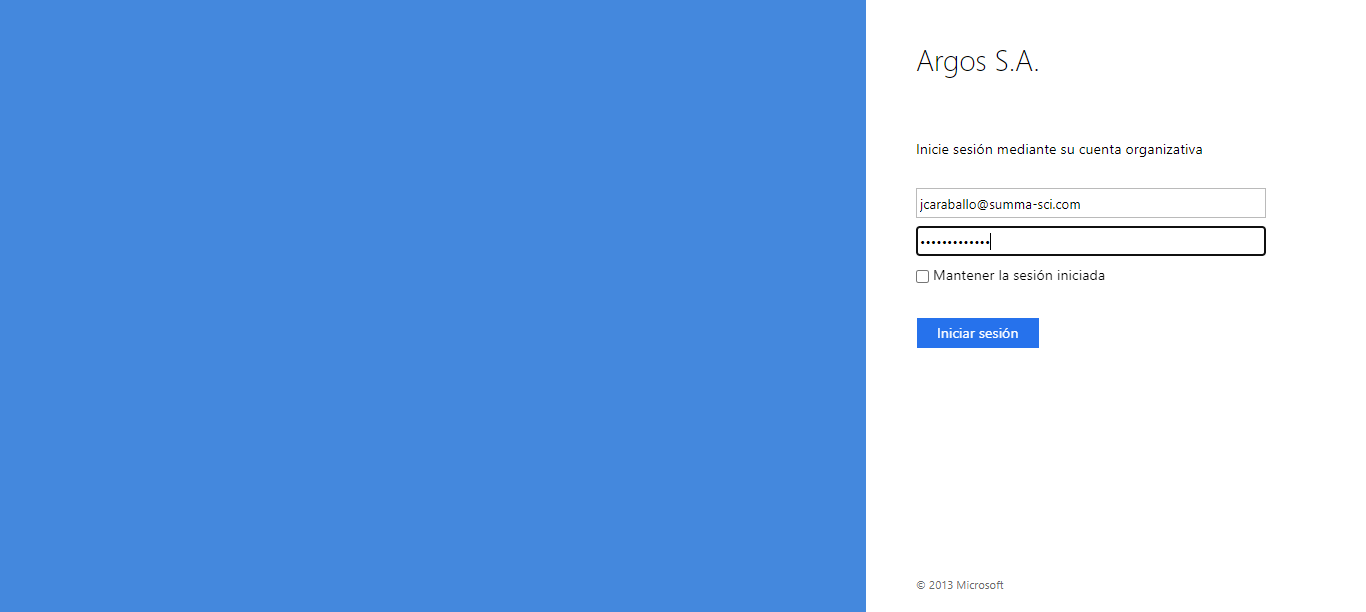 Argos S.A.
Inicie sesión mediante su cuenta organizativa
jcaraballo@summa-sci.com
•••••••••••••
Mantener la sesión iniciada
Iniciar sesión
© 2013 Microsoft